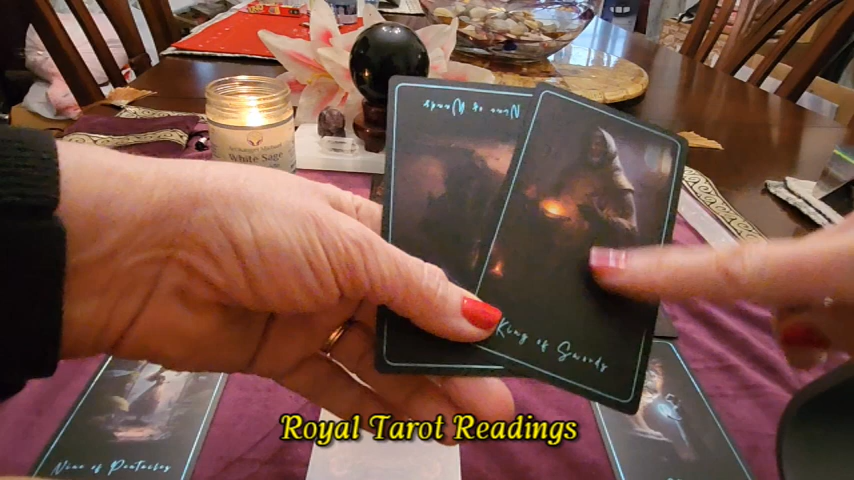 Nine of Wands
White Sage
King of Swords
Royal Tarot Readings
Nine of Pentacles